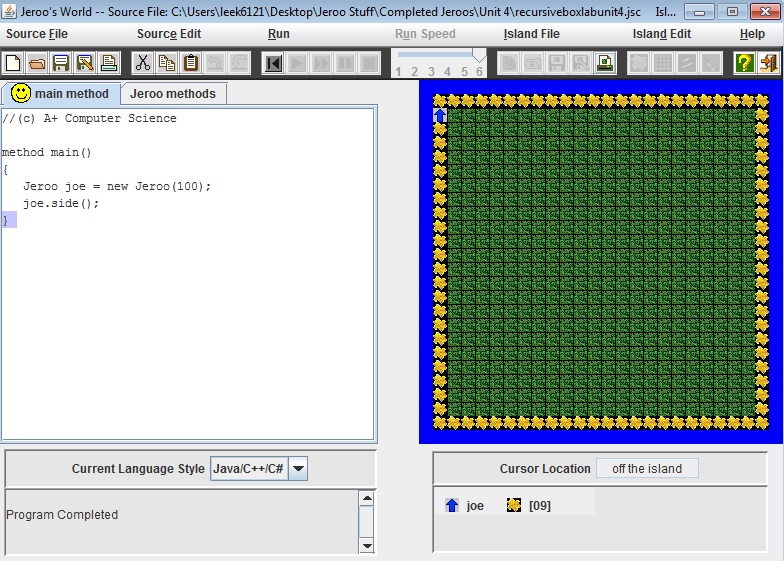 Jeroo's World -- Source File: C:\Users\leek6121\Desktop\Jeroo Stuff\Completed Jeroos\Unit 4\recursiveboxlabunit4.jsc Isl...
Source File Source Edit Run Run Speed Island File Island Edit Help
1 2 3 4 5 6
main method Jeroo methods
//(c) A+ Computer Science
method main()
{
Jeroo joe = new Jeroo(100);
joe.side();
}
Current Language Style Java/C++/C#
Cursor Location off the island
Program Completed
joe [09]